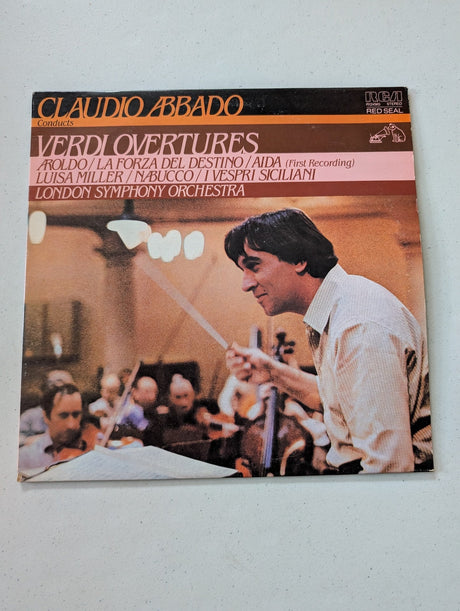 CLAUDIO ABBADO
Conducts
VERDI OVERTURES
AROLDO / LA FORZA DEL DESTINO / AIDA (First Recording)
LUISA MILLER / NABUCCO / I VESPRI SICILIANI
LONDON SYMPHONY ORCHESTRA
RCA
STEREO
RED SEAL